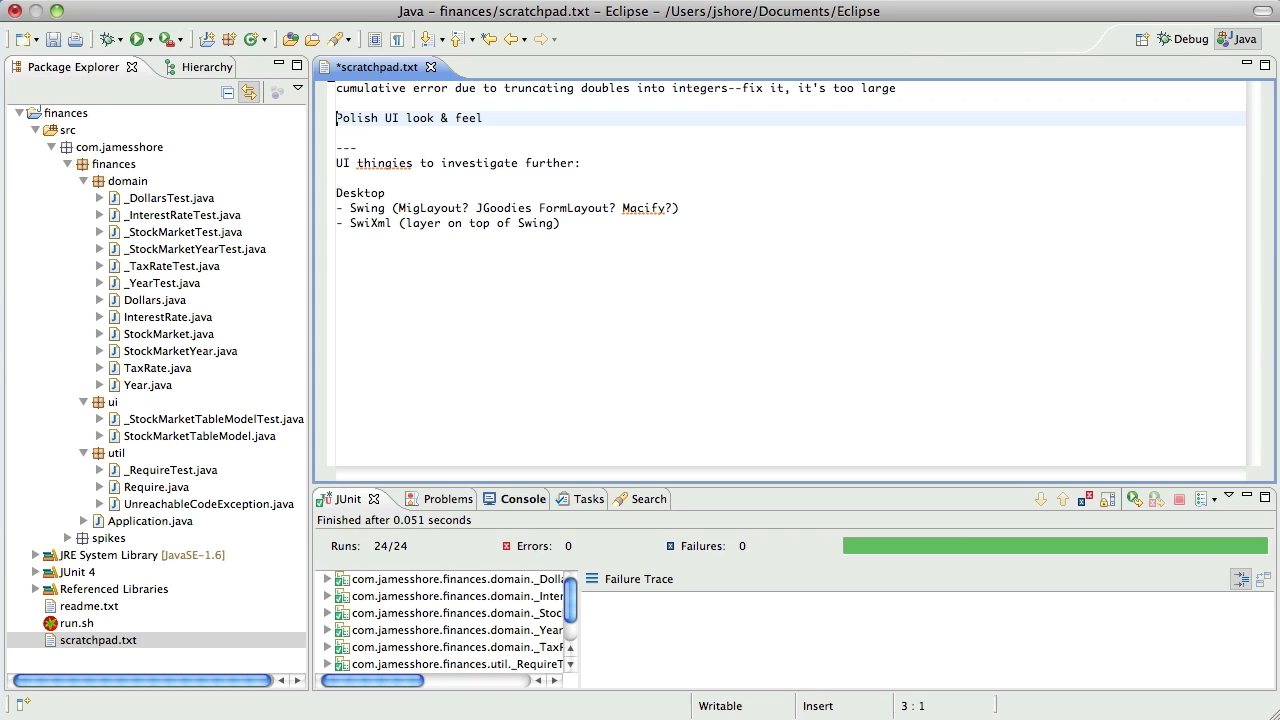 Java - finances/scratchpad.txt - Eclipse - /Users/jshore/Documents/Eclipse
Debug
Java
Package Explorer
Hierarchy
finances
src
com.jamesshore
finances
domain
_DollarsTest.java
_InterestRateTest.java
_StockMarketTest.java
_StockMarketYearTest.java
_TaxRateTest.java
_YearTest.java
Dollars.java
InterestRate.java
StockMarket.java
StockMarketYear.java
TaxRate.java
Year.java
ui
_StockMarketTableModelTest.java
StockMarketTableModel.java
util
_RequireTest.java
Require.java
UnreachableCodeException.java
Application.java
spikes
JRE System Library [JavaSE-1.6]
JUnit 4
Referenced Libraries
readme.txt
run.sh
scratchpad.txt
*scratchpad.txt
cumulative error due to truncating doubles into integers--fix it, it's too large
Polish UI look & feel
---
UI thingies to investigate further:
Desktop
- Swing (MigLayout? JGoodies FormLayout? Macify?)
- SwiXml (layer on top of Swing)
JUnit
Problems
Console
Tasks
Search
Finished after 0.051 seconds
Runs: 24/24
Errors: 0
Failures: 0
com.jamesshore.finances.domain._Dolla
com.jamesshore.finances.domain._Inter
com.jamesshore.finances.domain._Stoc
com.jamesshore.finances.domain._Year
com.jamesshore.finances.domain._TaxR
com.jamesshore.finances.util._RequireT
Failure Trace
Writable
Insert
3 : 1